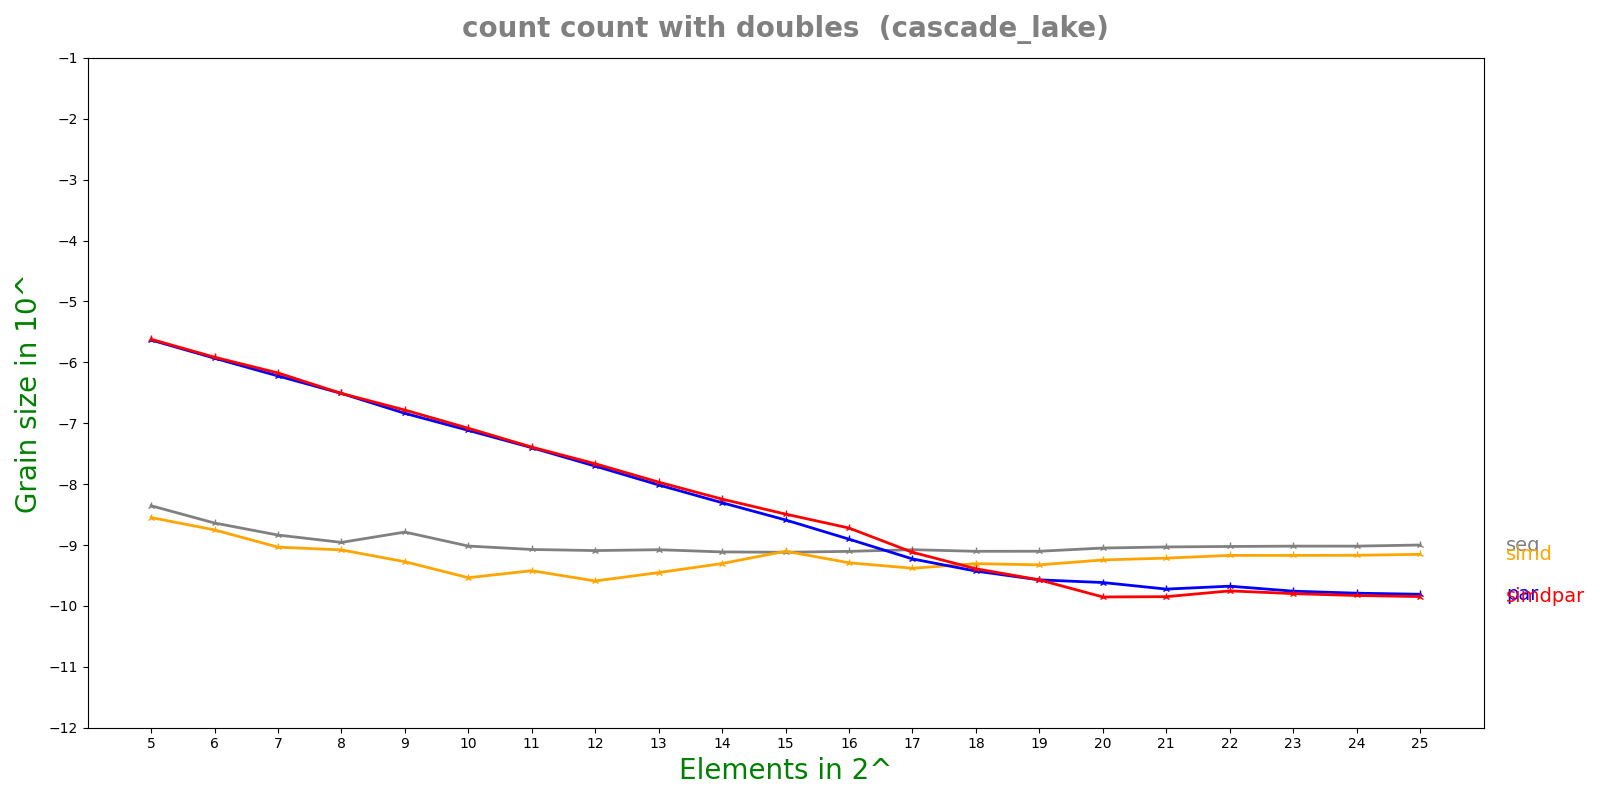 count count with doubles  (cascade_lake)
Grain size in 10^
−1
−2
−3
−4
−5
−6
−7
−8
−9
−10
−11
−12
5 6 7 8 9 10 11 12 13 14 15 16 17 18 19 20 21 22 23 24 25
Elements in 2^
seq
simd
par
simdpar